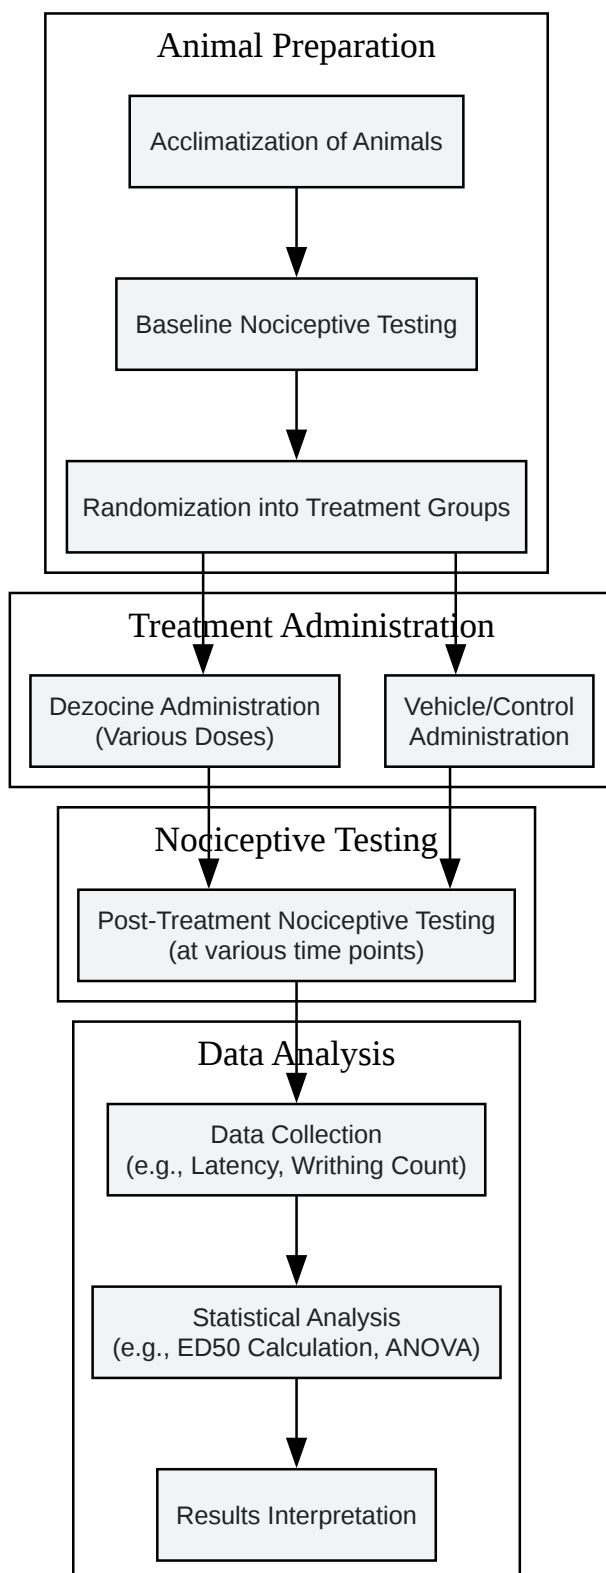 Animal Preparation
Acclimatization of Animals
Baseline Nociceptive Testing
Randomization into Treatment Groups
Treatment Administration
Dezocine Administration
(Various Doses)
Vehicle/Control
Administration
Nociceptive Testing
Post-Treatment Nociceptive Testing
(at various time points)
Data Analysis
Data Collection
(e.g., Latency, Writhing Count)
Statistical Analysis
(e.g., ED50 Calculation, ANOVA)
Results Interpretation